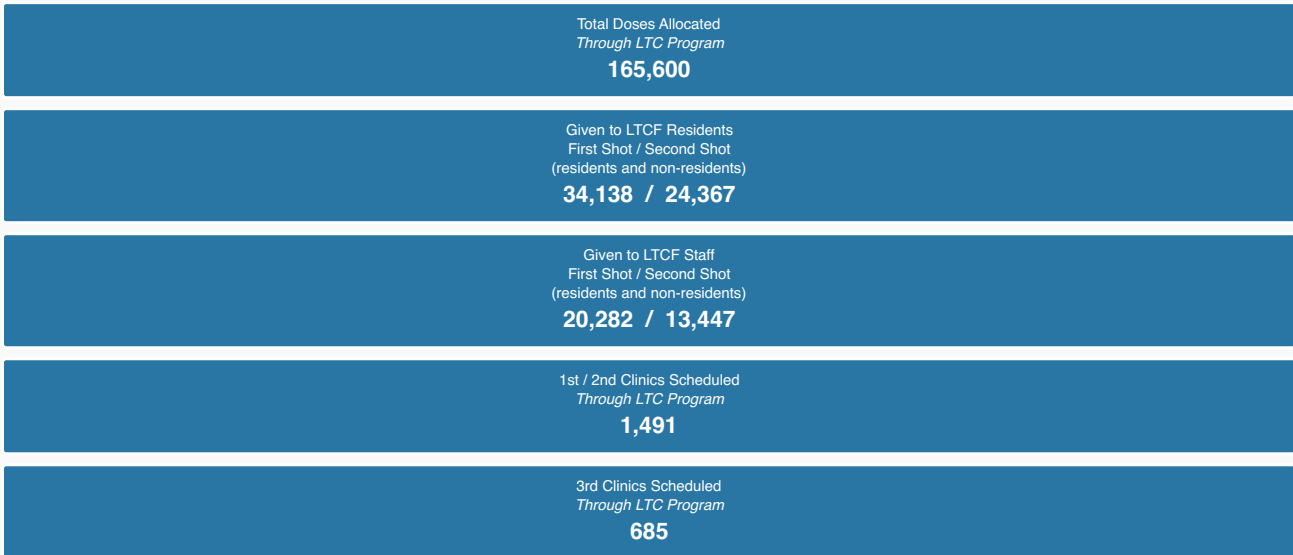 Total Doses Allocated
Through LTC Program
165,600
Given to LTCF Residents
First Shot / Second Shot
(residents and non-residents)
34,138 / 24,367
Given to LTCF Staff
First Shot / Second Shot
(residents and non-residents)
20,282 / 13,447
1st / 2nd Clinics Scheduled
Through LTC Program
1,491
3rd Clinics Scheduled
Through LTC Program
685